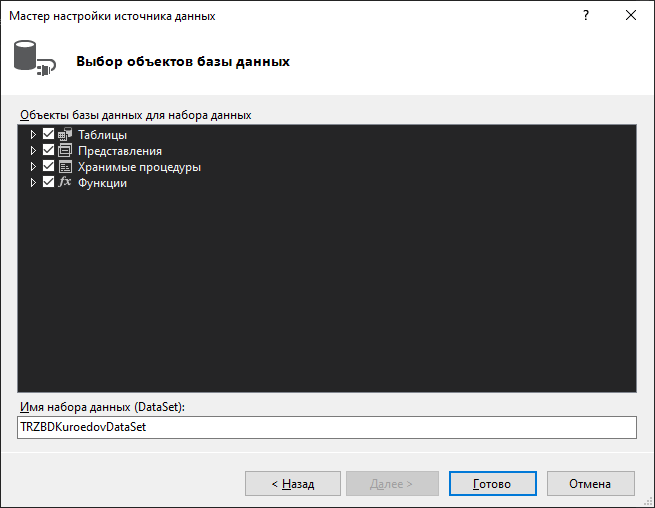 Мастер настройки источника данных
?
Выбор объектов базы данных
Объекты базы данных для набора данных
Таблицы
Представления
Хранимые процедуры
fx Функции
Имя набора данных (DataSet):
TRZBDKuroedovDataSet
< Назад Далее > Готово Отмена